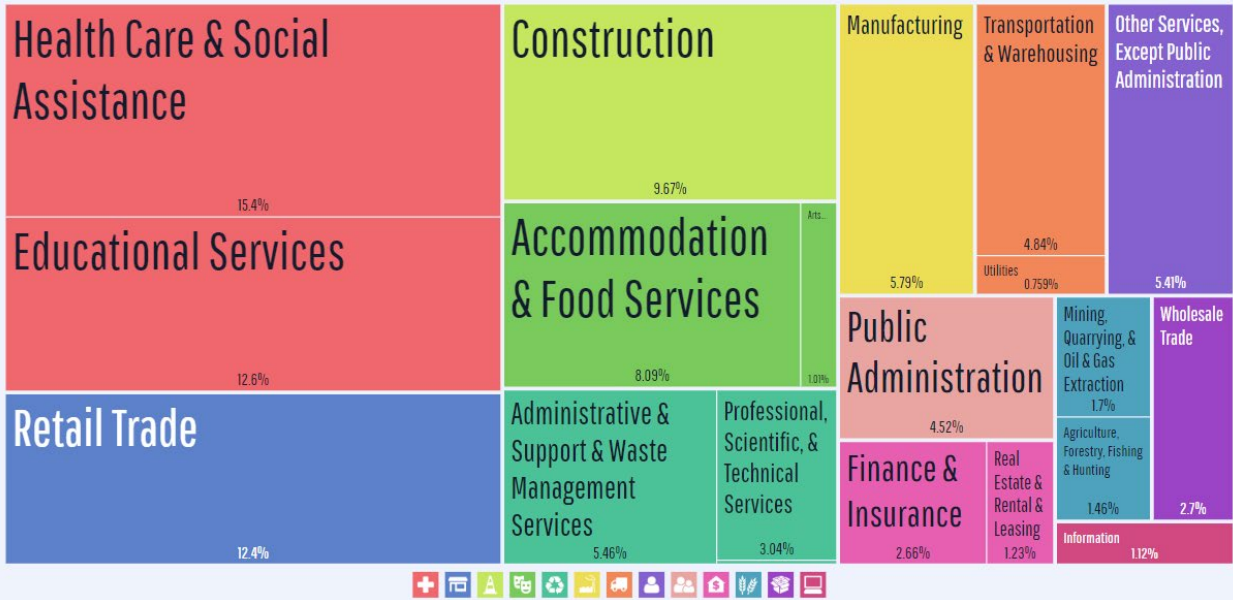 Health Care & Social
Assistance
15.4%
Educational Services
12.6%
Retail Trade
12.4%
Construction
9.67%
Accommodation
& Food Services
8.09%
Arts...
1.01%
Administrative &
Support & Waste
Management
Services
5.46%
Professional,
Scientific, &
Technical
Services
3.04%
Manufacturing
5.79%
Transportation
& Warehousing
4.84%
Utilities
0.759%
Other Services,
Except Public
Administration
5.41%
Public
Administration
4.52%
Finance &
Insurance
2.66%
Real
Estate &
Rental &
Leasing
1.23%
Mining,
Quarrying, &
Oil & Gas
Extraction
1.7%
Agriculture,
Forestry, Fishing
& Hunting
1.46%
Wholesale
Trade
2.7%
Information
1.12%